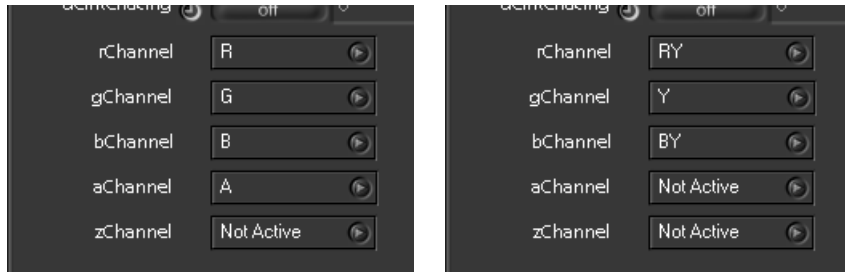 off
rChannel R
gChannel G
bChannel B
aChannel A
zChannel Not Active
off
rChannel RY
gChannel Y
bChannel BY
aChannel Not Active
zChannel Not Active